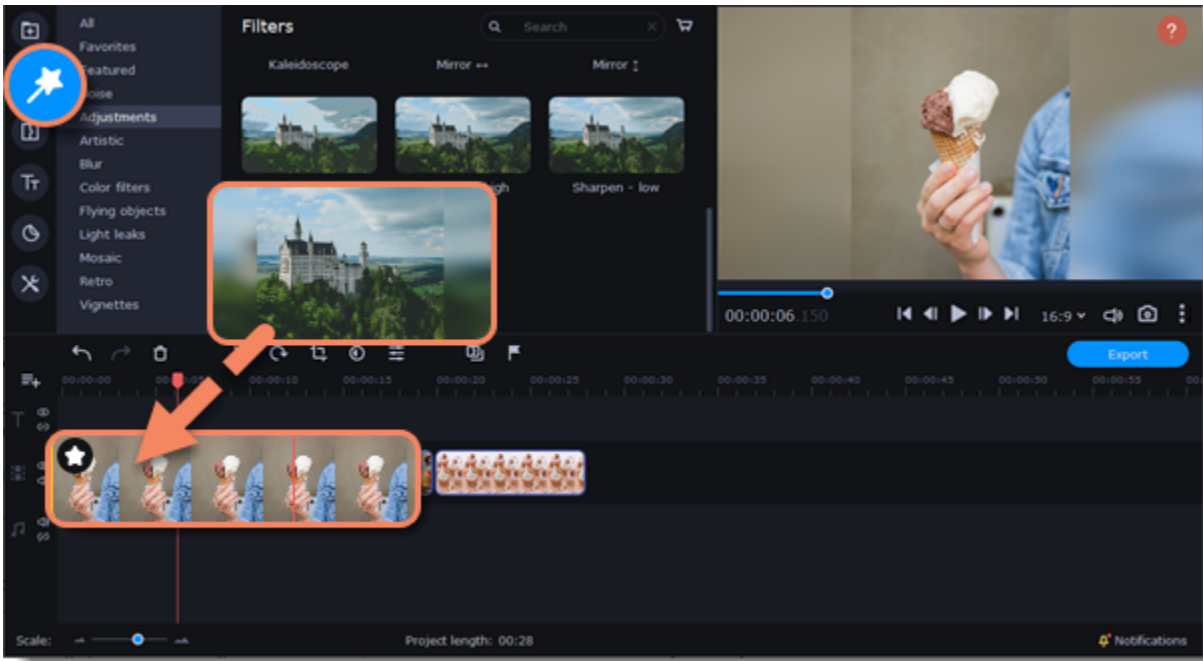 All
Favorites
Featured
Noise
Adjustments
Artistic
Blur
Color filters
Flying objects
Light leaks
Mosaic
Retro
Vignettes
Filters
Search
Kaleidoscope
Mirror ↔
Mirror ↕
Sharpen - low
?
00:00:06.150
16:9
Export
00:00:00
00:00:10 00:00:15 00:00:20 00:00:25 00:00:30 00:00:35 00:00:40 00:00:45 00:00:50 00:00:55
Scale:
Project length: 00:28
Notifications